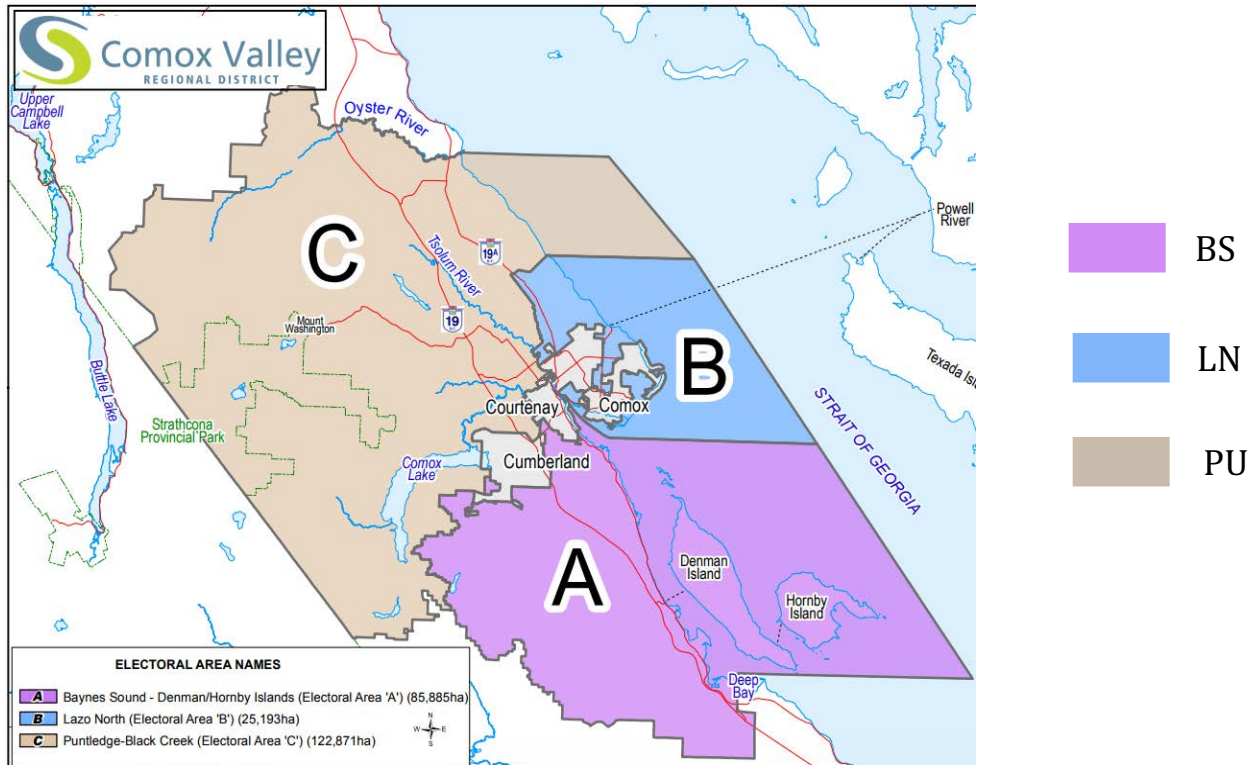 Comox Valley
REGIONAL DISTRICT
Upper
Campbell
Lake
Oyster River
Powell
River
C
Tsolum River
19A
19
Mount
Washington
B
Texada Isl
Buttle Lake
STRAIT OF GEORGIA
Courtenay
Comox
Strathcona
Provincial Park
Comox
Lake
Cumberland
A
Denman
Island
Hornby
Island
Deep
Bay
ELECTORAL AREA NAMES
A Baynes Sound - Denman/Hornby Islands (Electoral Area 'A') (85,885ha)
B Lazo North (Electoral Area 'B') (25,193ha)
C Puntledge-Black Creek (Electoral Area 'C') (122,871ha)
N
W E
S
BS
LN
PU